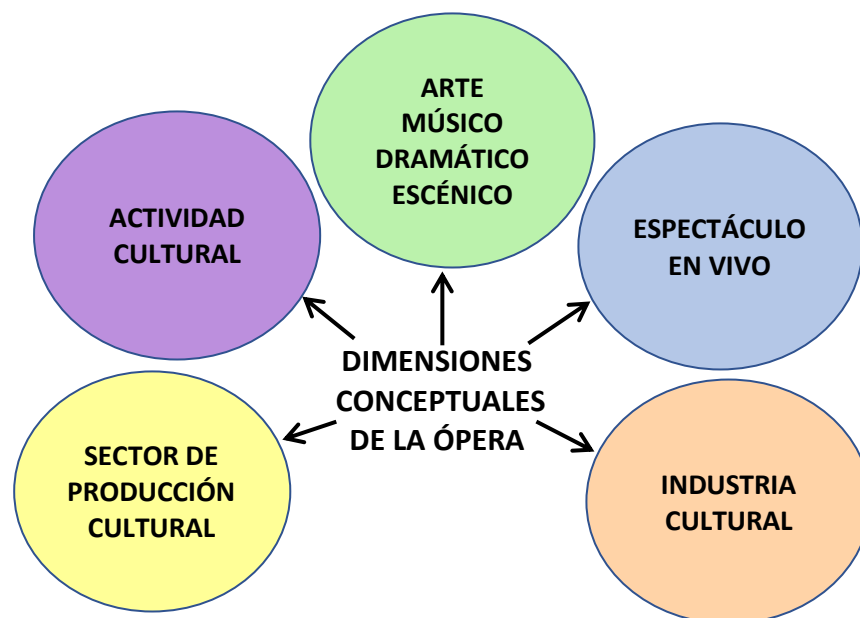 ARTE
MÚSICO
DRAMÁTICO
ESCÉNICO
ACTIVIDAD
CULTURAL
ESPECTÁCULO
EN VIVO
DIMENSIONES
CONCEPTUALES
DE LA ÓPERA
SECTOR DE
PRODUCCIÓN
CULTURAL
INDUSTRIA
CULTURAL